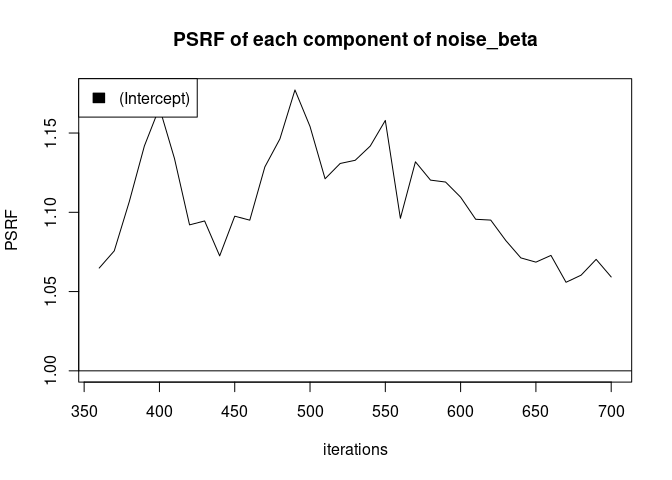 PSRF of each component of noise_beta
(Intercept)
PSRF
1.15
1.10
1.05
1.00
350 400 450 500 550 600 650 700
iterations